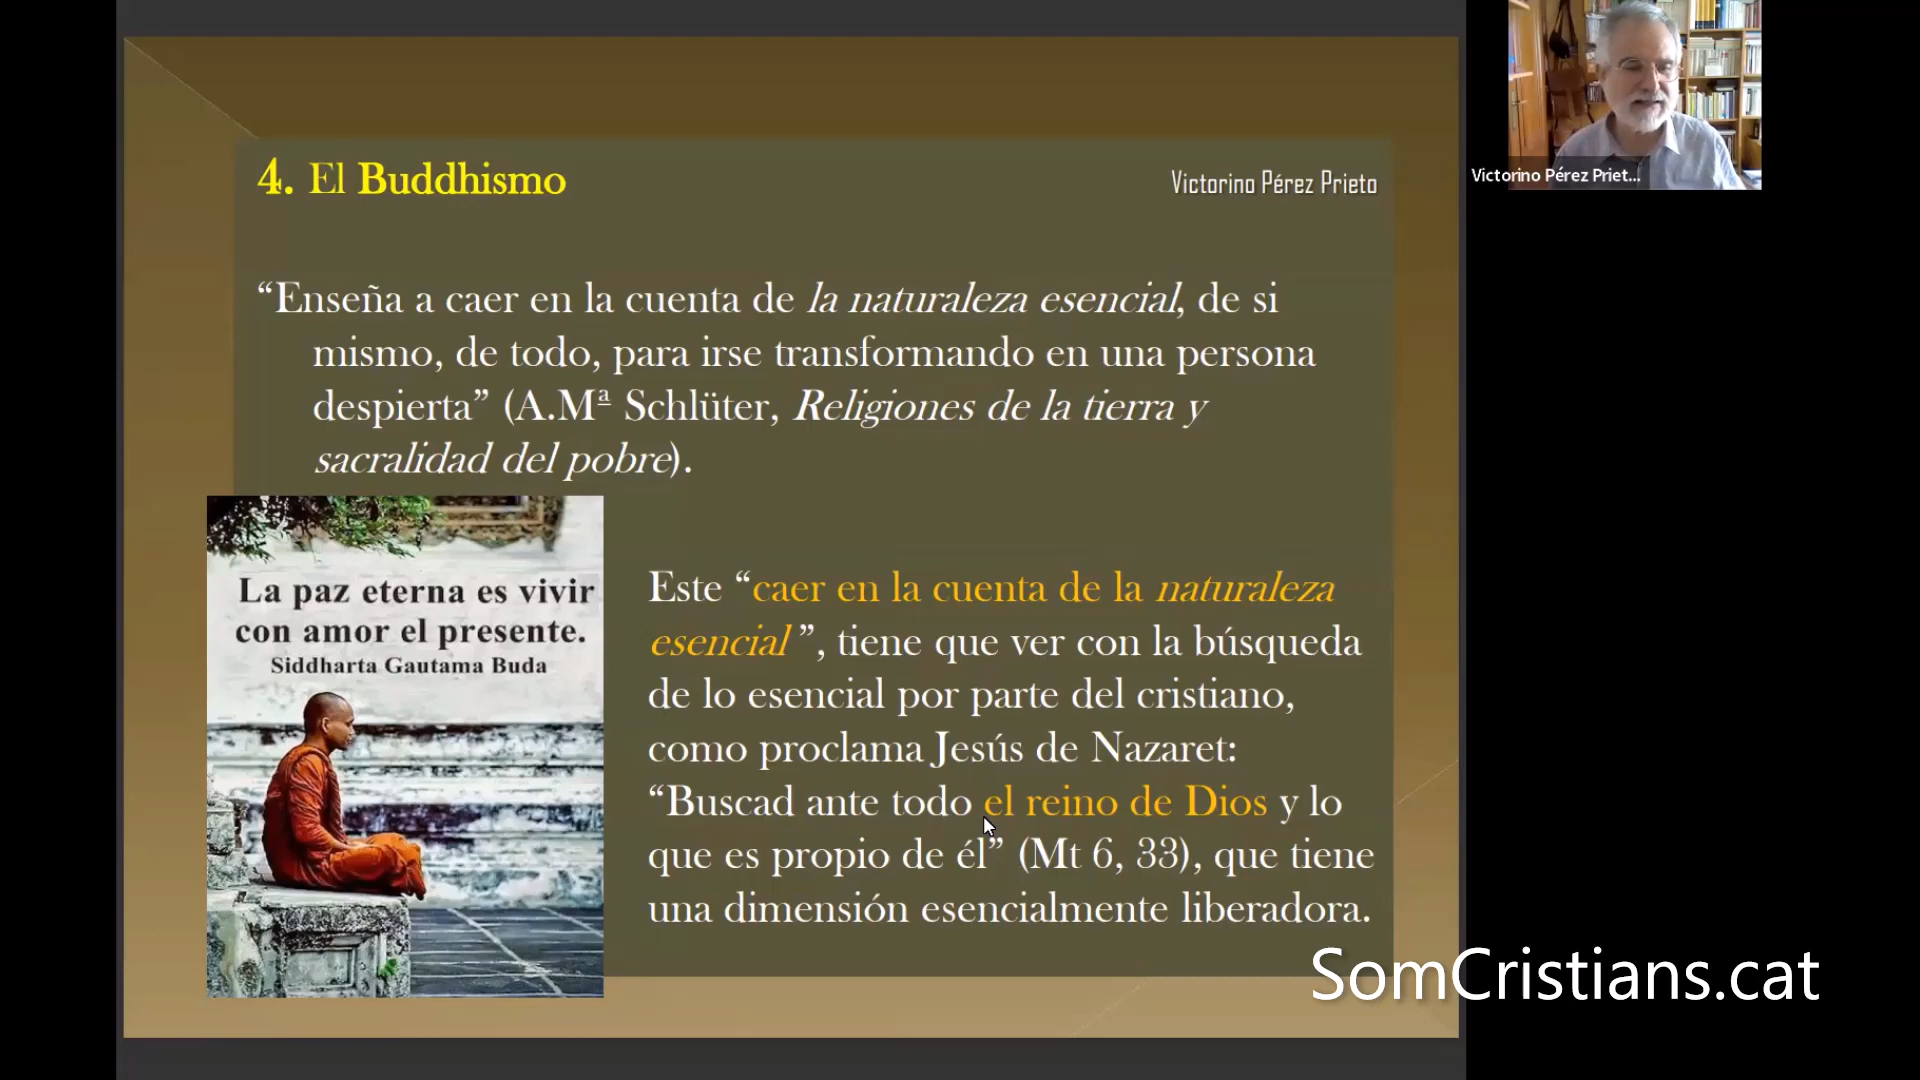 4. El Buddhismo
Victorino Pérez Prieto
Victorino Pérez Priet...
“Enseña a caer en la cuenta de la naturaleza esencial, de si
mismo, de todo, para irse transformando en una persona
despierta” (A.Mª Schlüter, Religiones de la tierra y
sacralidad del pobre).
La paz eterna es vivir
con amor el presente.
Siddharta Gautama Buda
Este “caer en la cuenta de la naturaleza
esencial ”, tiene que ver con la búsqueda
de lo esencial por parte del cristiano,
como proclama Jesús de Nazaret:
“Buscad ante todo el reino de Dios y lo
que es propio de él” (Mt 6, 33), que tiene
una dimensión esencialmente liberadora.
SomCristians.cat